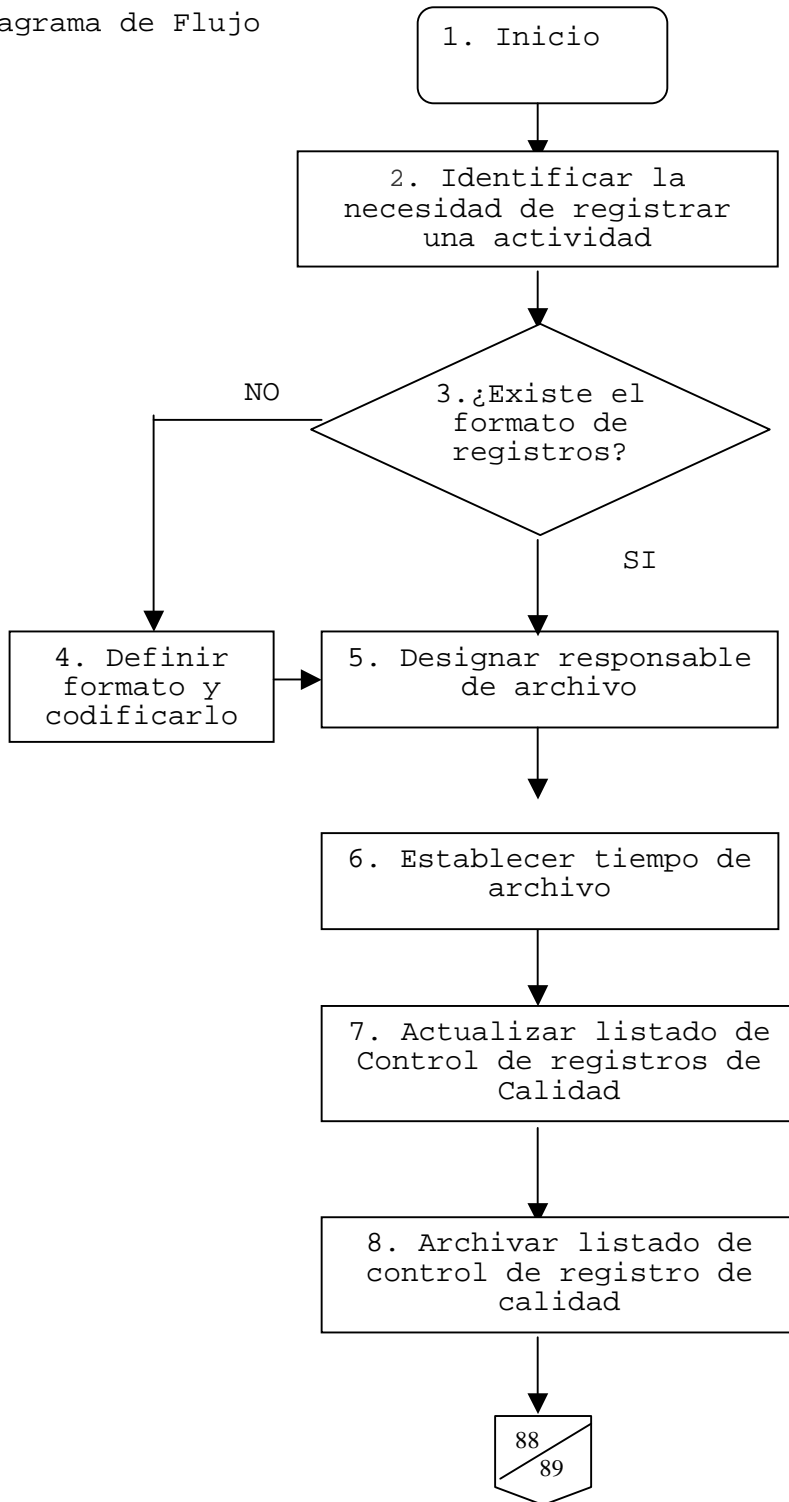 agrama de Flujo
1. Inicio
2. Identificar la
necesidad de registrar
una actividad
NO
3.¿Existe el
formato de
registros?
SI
4. Definir
formato y
codificarlo
5. Designar responsable
de archivo
6. Establecer tiempo de
archivo
7. Actualizar listado de
Control de registros de
Calidad
8. Archivar listado de
control de registro de
calidad
88
89